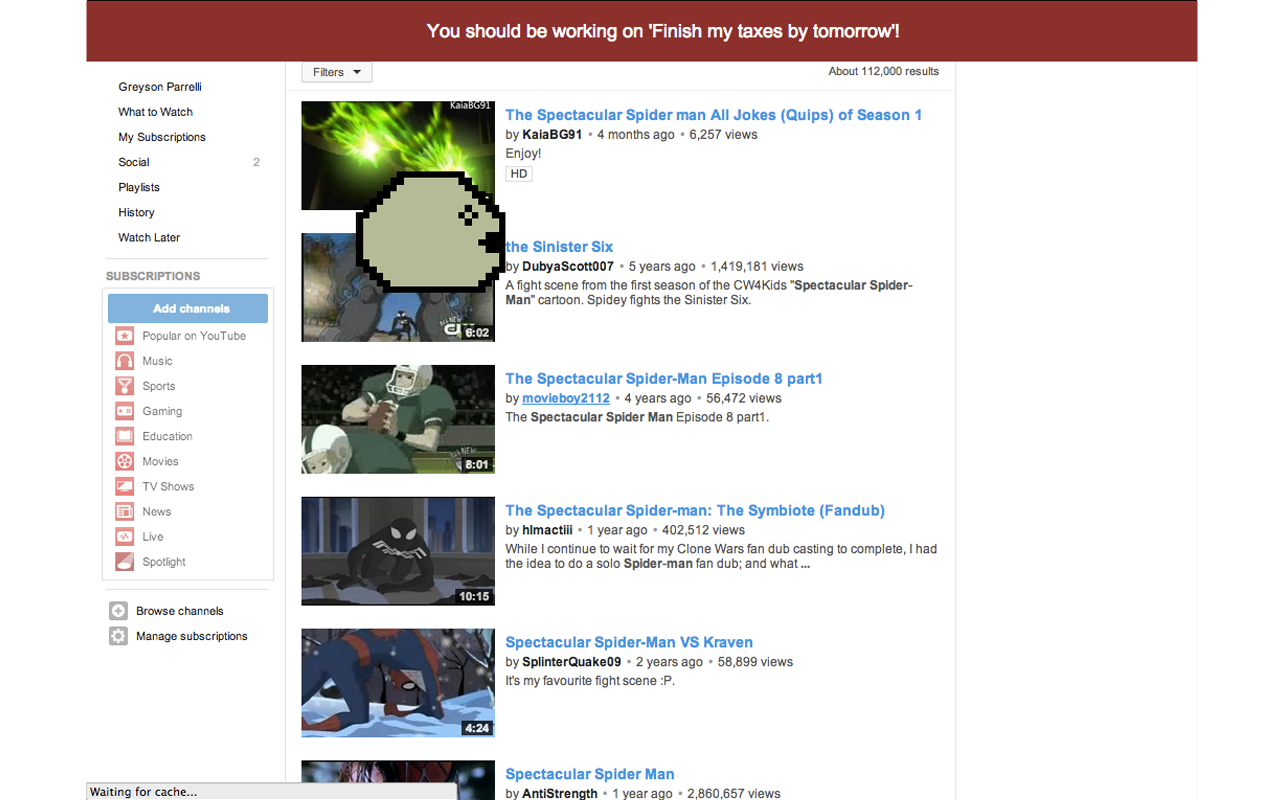 You should be working on 'Finish my taxes by tomorrow'!
Filters
About 112,000 results
Greyson Parrelli
What to Watch
My Subscriptions
Social 2
Playlists
History
Watch Later
SUBSCRIPTIONS
Add channels
Popular on YouTube
Music
Sports
Gaming
Education
Movies
TV Shows
News
Live
Spotlight
Browse channels
Manage subscriptions
KaiaBG91
The Spectacular Spider man All Jokes (Quips) of Season 1
by KaiaBG91 • 4 months ago • 6,257 views
Enjoy!
HD
the Sinister Six
by DubyaScott007 • 5 years ago • 1,419,181 views
A fight scene from the first season of the CW4Kids "Spectacular Spider-
Man" cartoon. Spidey fights the Sinister Six.
6:02
The Spectacular Spider-Man Episode 8 part1
by movieboy2112 • 4 years ago • 56,472 views
The Spectacular Spider Man Episode 8 part1.
8:01
The Spectacular Spider-man: The Symbiote (Fandub)
by hlmactiii • 1 year ago • 402,512 views
While I continue to wait for my Clone Wars fan dub casting to complete, I had
the idea to do a solo Spider-man fan dub; and what ...
10:15
Spectacular Spider-Man VS Kraven
by SplinterQuake09 • 2 years ago • 58,899 views
It's my favourite fight scene :P.
4:24
Spectacular Spider Man
by AntiStrength • 1 year ago • 2,860,657 views
Waiting for cache...